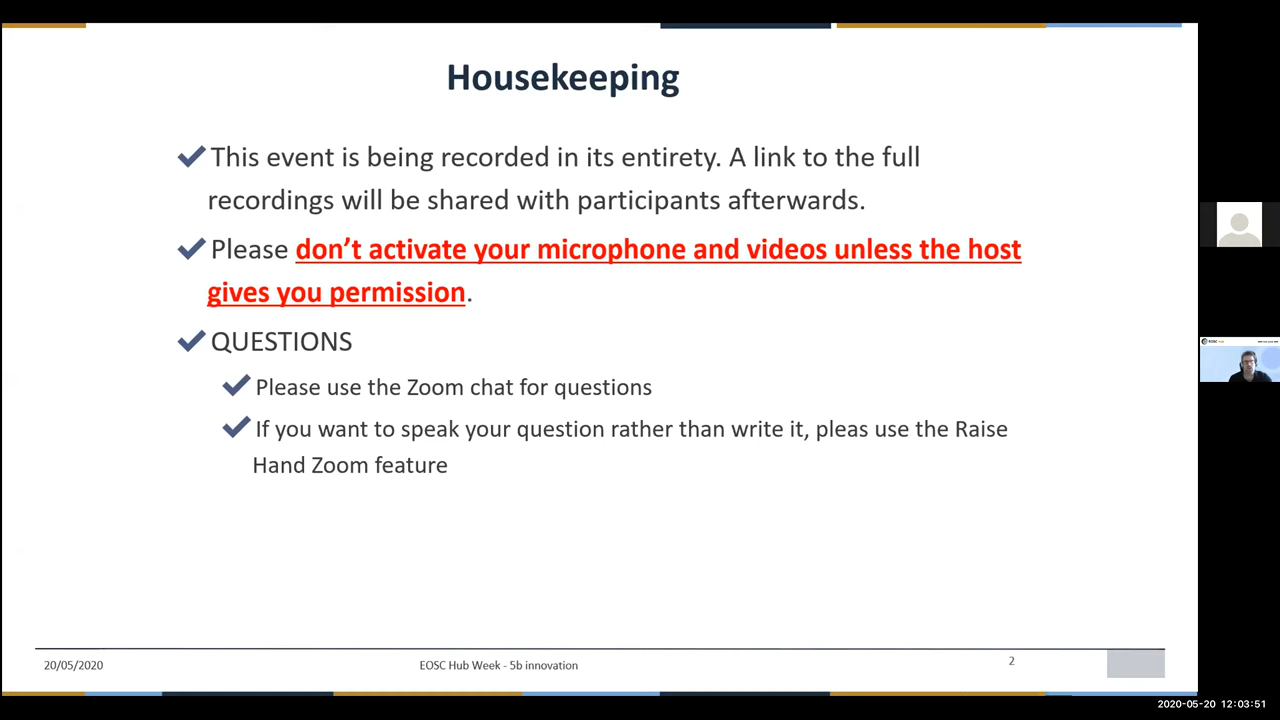 Housekeeping
This event is being recorded in its entirety. A link to the full
recordings will be shared with participants afterwards.
Please don’t activate your microphone and videos unless the host
gives you permission.
QUESTIONS
Please use the Zoom chat for questions
If you want to speak your question rather than write it, pleas use the Raise
Hand Zoom feature
20/05/2020
EOSC Hub Week - 5b innovation
2
2020-05-20 12:03:51